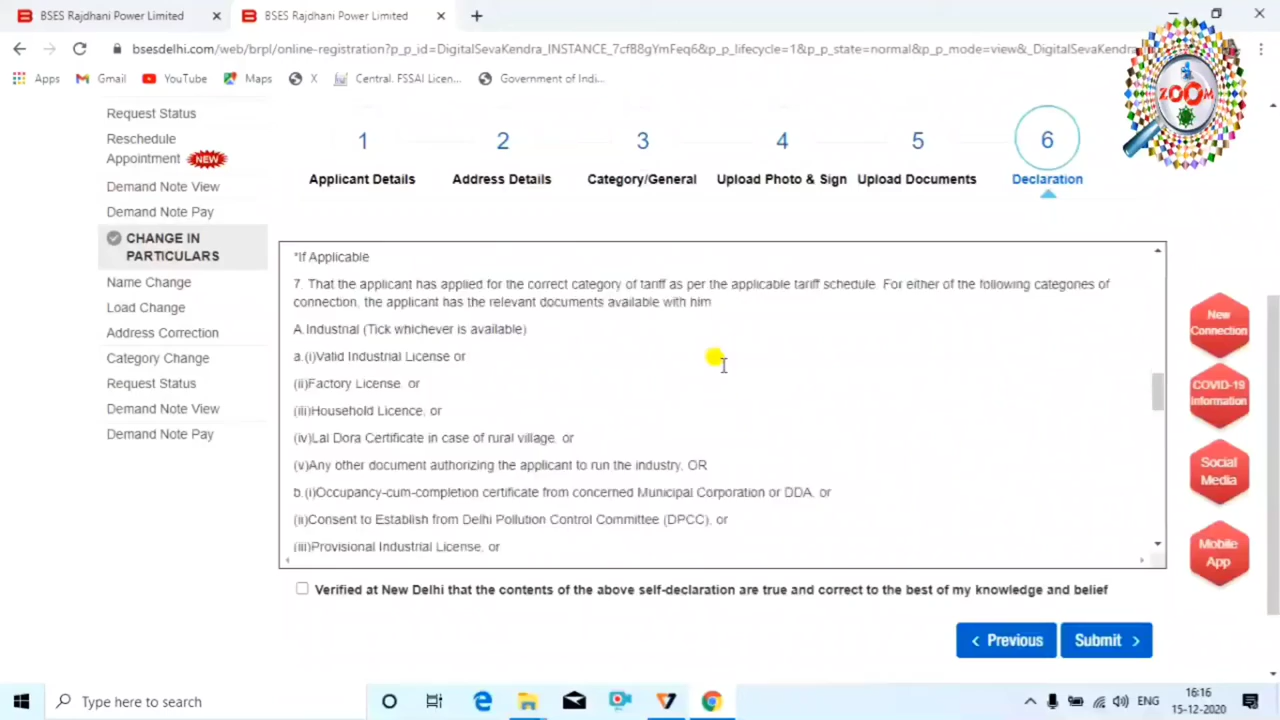 BSES Rajdhani Power Limited
BSES Rajdhani Power Limited
bsesdelhi.com/web/brpl/online-registration?p_p_id=DigitalSevaKendra_INSTANCE_7cfB8gYmFeq6&p_p_lifecycle=1&p_p_state=normal&p_p_mode=view&_DigitalSevaKendra
Apps
Gmail
YouTube
Maps
X
Central. FSSAI Licen...
Government of Indi...
ZOOM
Request Status
Reschedule
Appointment NEW
Demand Note View
Demand Note Pay
CHANGE IN
PARTICULARS
Name Change
Load Change
Address Correction
Category Change
Request Status
Demand Note View
Demand Note Pay
1 2 3 4 5 6
Applicant Details Address Details Category/General Upload Photo & Sign Upload Documents Declaration
*If Applicable
7. That the applicant has applied for the correct category of tariff as per the applicable tariff schedule. For either of the following categories of
connection, the applicant has the relevant documents available with him
A.Industrial (Tick whichever is available)
a.(i)Valid Industrial License or
(ii)Factory License, or
(iii)Household Licence, or
(iv)Lal Dora Certificate in case of rural village, or
(v)Any other document authorizing the applicant to run the industry, OR
b.(i)Occupancy-cum-completion certificate from concerned Municipal Corporation or DDA, or
(ii)Consent to Establish from Delhi Pollution Control Committee (DPCC), or
(iii)Provisional Industrial License, or
Verified at New Delhi that the contents of the above self-declaration are true and correct to the best of my knowledge and belief
Previous
Submit
New
Connection
COVID-19
Information
Social
Media
Mobile
App
Type here to search
ENG
16:16
15-12-2020